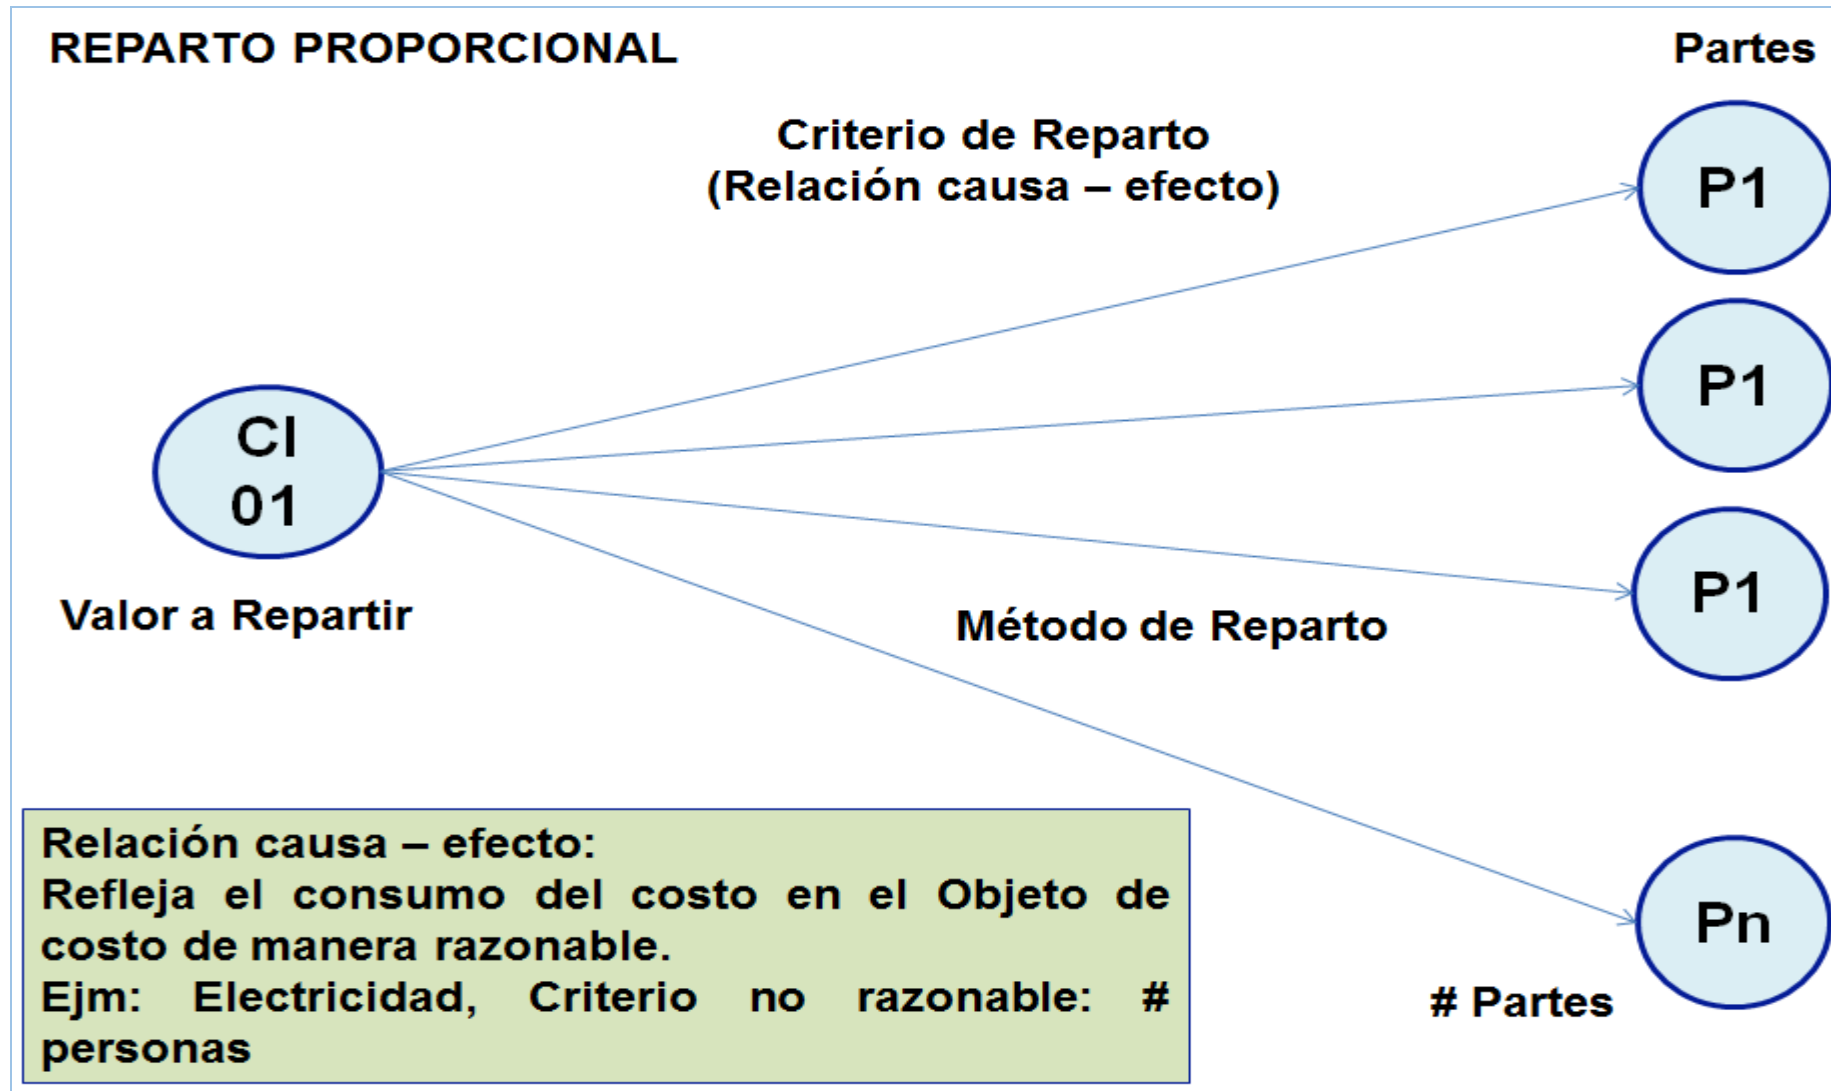 REPARTO PROPORCIONAL
Partes
Criterio de Reparto
(Relación causa – efecto)
P1
P1
CI
01
P1
Valor a Repartir
Método de Reparto
Relación causa – efecto:
Refleja el consumo del costo en el Objeto de
costo de manera razonable.
Ejm: Electricidad, Criterio no razonable: #
personas
Pn
# Partes